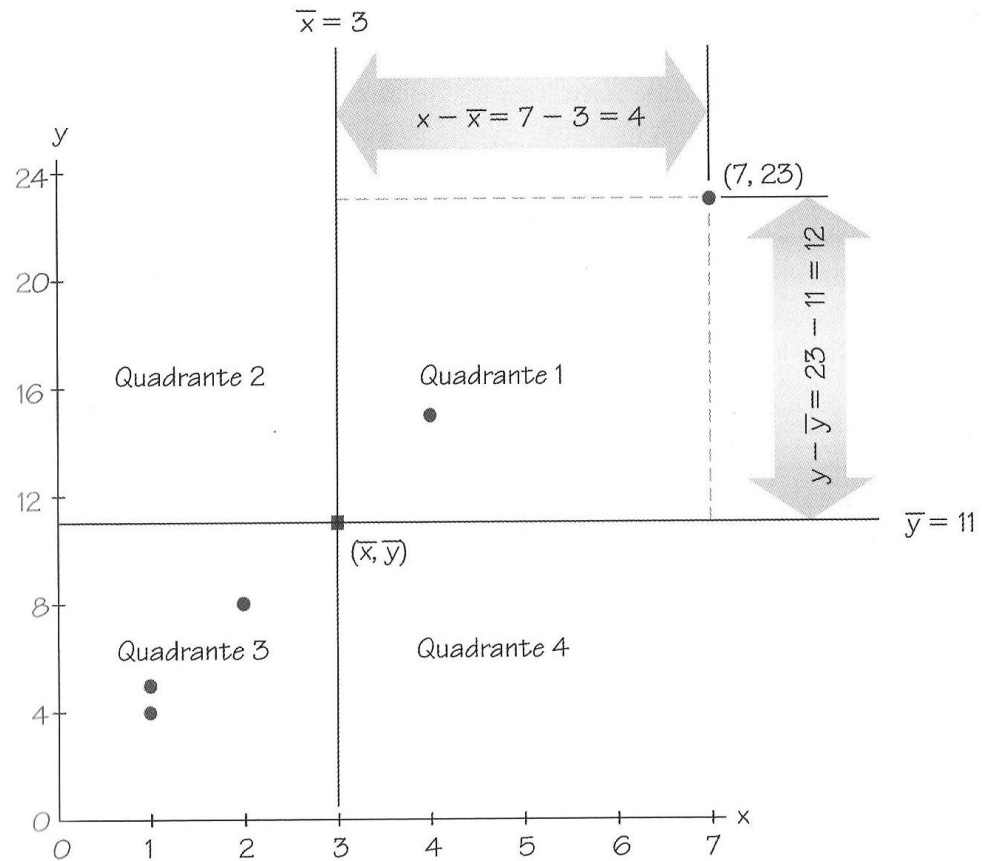 x̅ = 3
x − x̅ = 7 − 3 = 4
y
24
(7, 23)
y − y̅ = 23 − 11 = 12
20
Quadrante 2
Quadrante 1
16
12
y̅ = 11
(x̅, y̅)
8
Quadrante 3
Quadrante 4
4
0
x
0 1 2 3 4 5 6 7